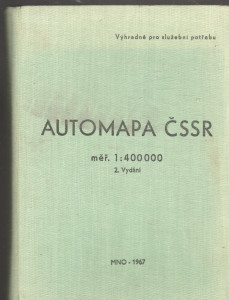 Výhradně pro služební potřebu
AUTOMAPA ČSSR
měř. 1:400000
2. Vydání
MNO - 1967